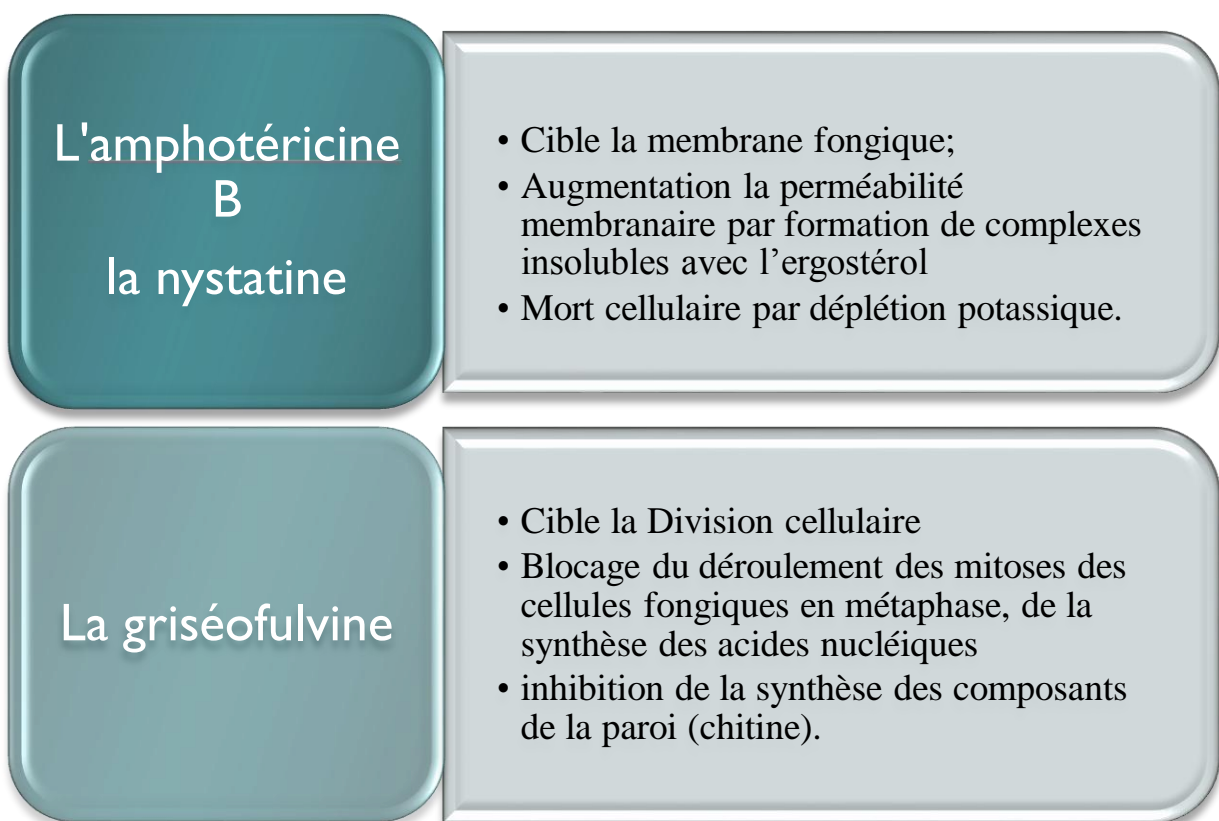 L'amphotéricine
B
la nystatine
• Cible la membrane fongique;
• Augmentation la perméabilité
membranaire par formation de complexes
insolubles avec l’ergostérol
• Mort cellulaire par déplétion potassique.
La griséofulvine
• Cible la Division cellulaire
• Blocage du déroulement des mitoses des
cellules fongiques en métaphase, de la
synthèse des acides nucléiques
• inhibition de la synthèse des composants
de la paroi (chitine).